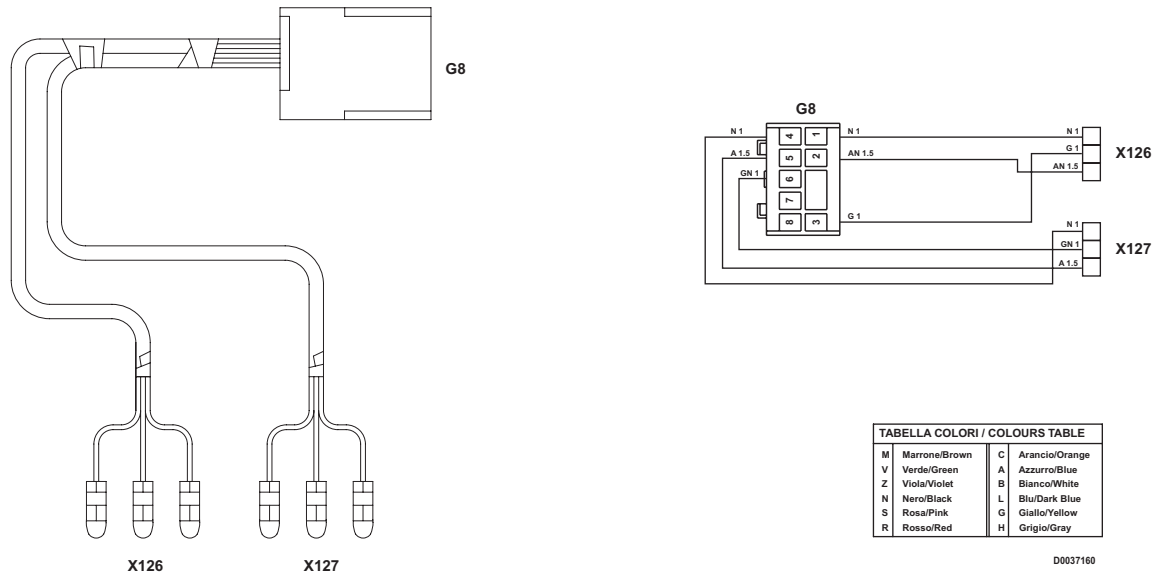 G8
X126
X127
G8
N 1
A 1.5
GN 1
4
1
5
2
6
7
8
3
N 1
AN 1.5
G 1
N 1
G 1
AN 1.5
X126
N 1
GN 1
A 1.5
X127
TABELLA COLORI / COLOURS TABLE
M Marrone/Brown C Arancio/Orange
V Verde/Green A Azzurro/Blue
Z Viola/Violet B Bianco/White
N Nero/Black L Blu/Dark Blue
S Rosa/Pink G Giallo/Yellow
R Rosso/Red H Grigio/Gray
D0037160